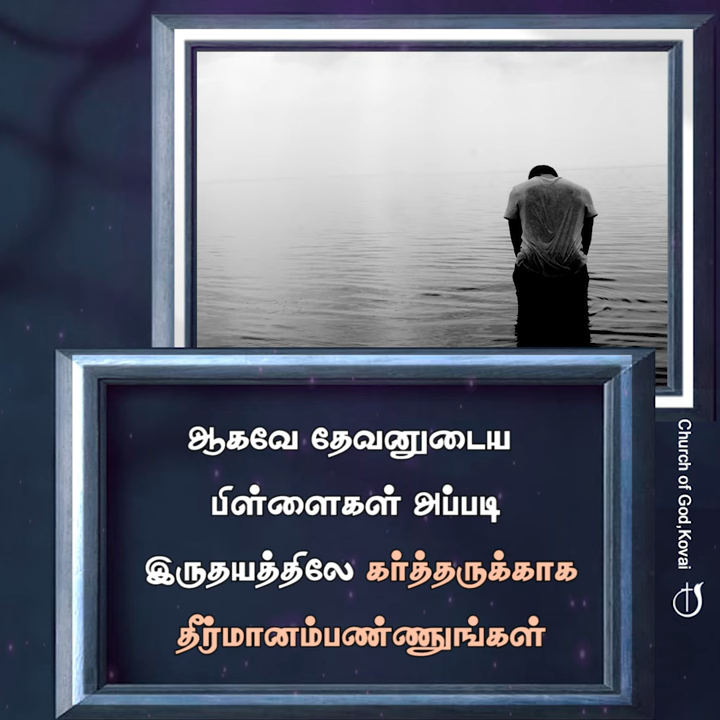 ஆகவே தேவனுடைய
பிள்ளைகள் அப்படி
இருதயத்திலே கர்த்தருக்காக
தீர்மானம்பண்ணுங்கள்
Church of God,Kovai